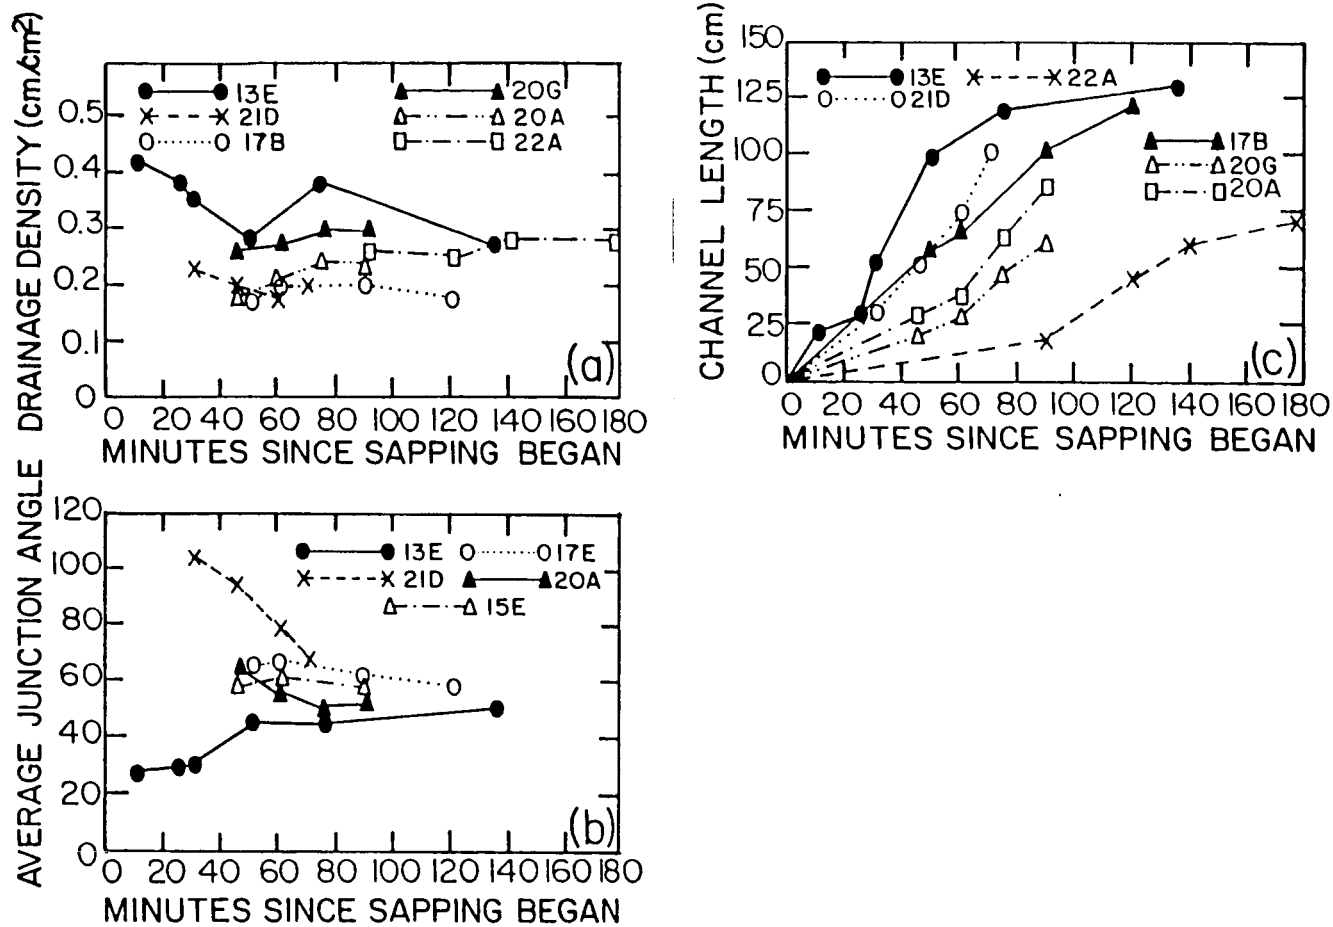 DRAINAGE DENSITY (cm/cm2)
0.5
0.4
0.3
0.2
0.1
0
13E
21D
17B
20G
20A
22A
(a)
0 20 40 60 80 100 120 140 160 180
MINUTES SINCE SAPPING BEGAN
AVERAGE JUNCTION ANGLE
120
100
80
60
40
20
0
13E
17E
21D
20A
15E
(b)
0 20 40 60 80 100 120 140 160 180
MINUTES SINCE SAPPING BEGAN
CHANNEL LENGTH (cm)
150
125
100
75
50
25
0
13E
22A
21D
17B
20G
20A
(c)
0 20 40 60 80 100 120 140 160 180
MINUTES SINCE SAPPING BEGAN